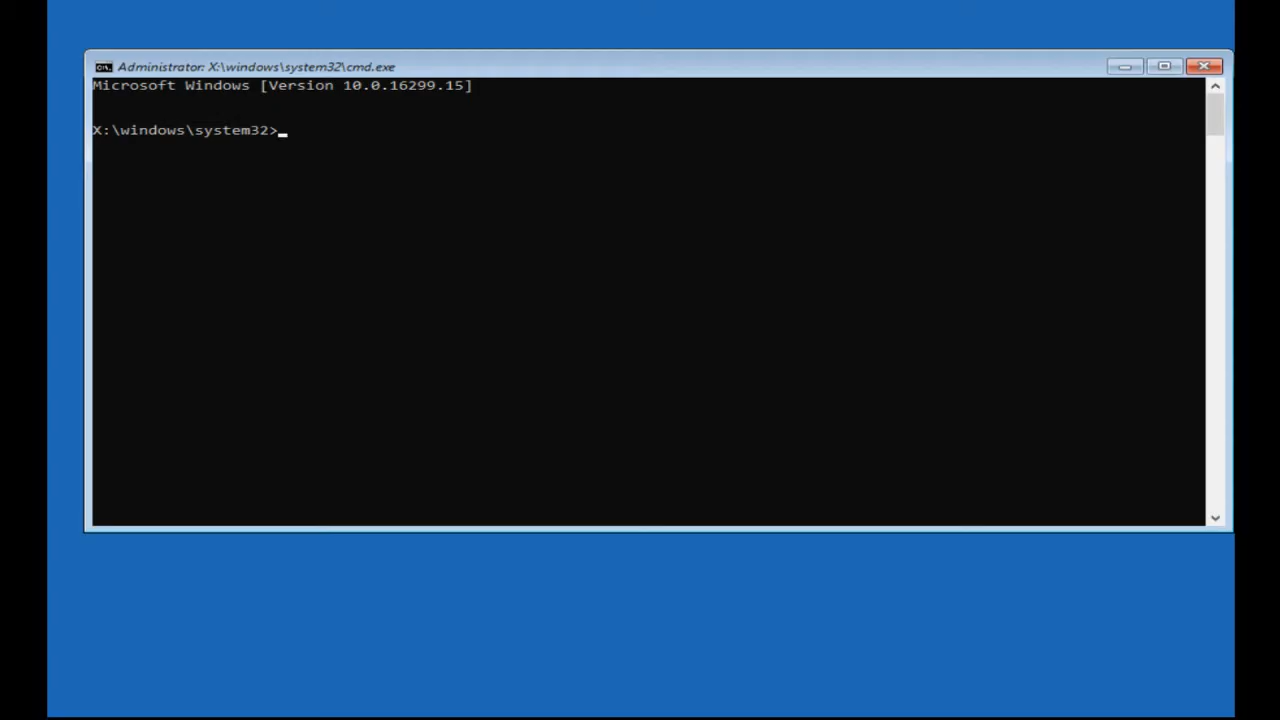 Administrator: X:\windows\system32\cmd.exe
Microsoft Windows [Version 10.0.16299.15]
X:\windows\system32>